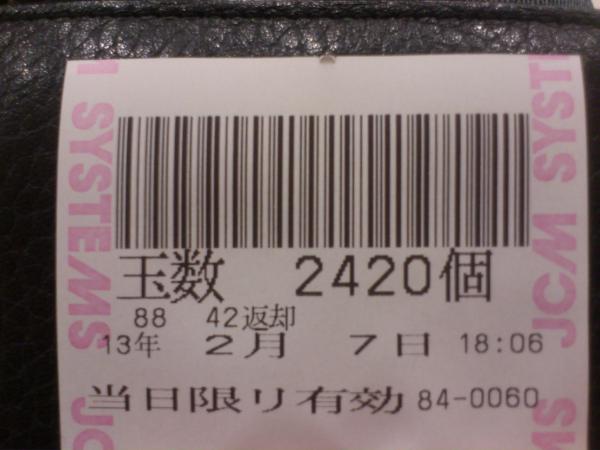 玉数 2420個
88 42返却
13年 2月 7日 18:06
当日限り有効 84-0060
JCM SYSTEMS
JCM SYSTEMS